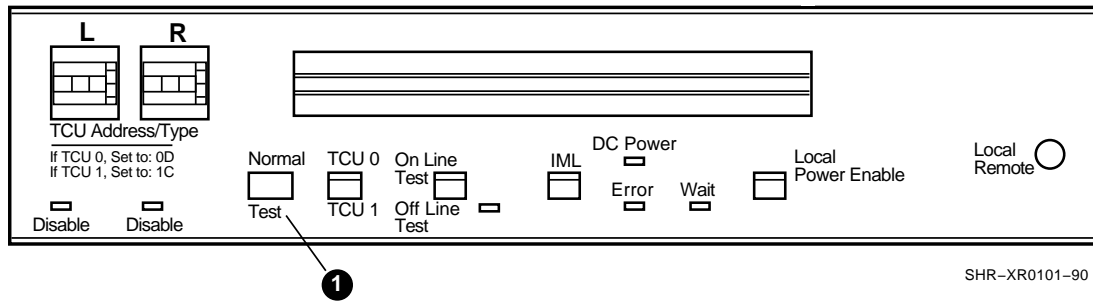 L R
TCU Address/Type
If TCU 0, Set to: 0D
If TCU 1, Set to: 1C
Disable Disable
Normal
Test
TCU 0
TCU 1
On Line
Test
Off Line
Test
IML
DC Power
Error Wait
Local
Power Enable
Local
Remote
1
SHR–XR0101–90